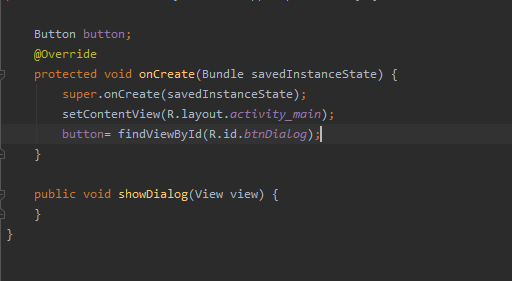 Button button;
@Override
protected void onCreate(Bundle savedInstanceState) {
super.onCreate(savedInstanceState);
setContentView(R.layout.activity_main);
button= findViewById(R.id.btnDialog);
}
public void showDialog(View view) {
}
}